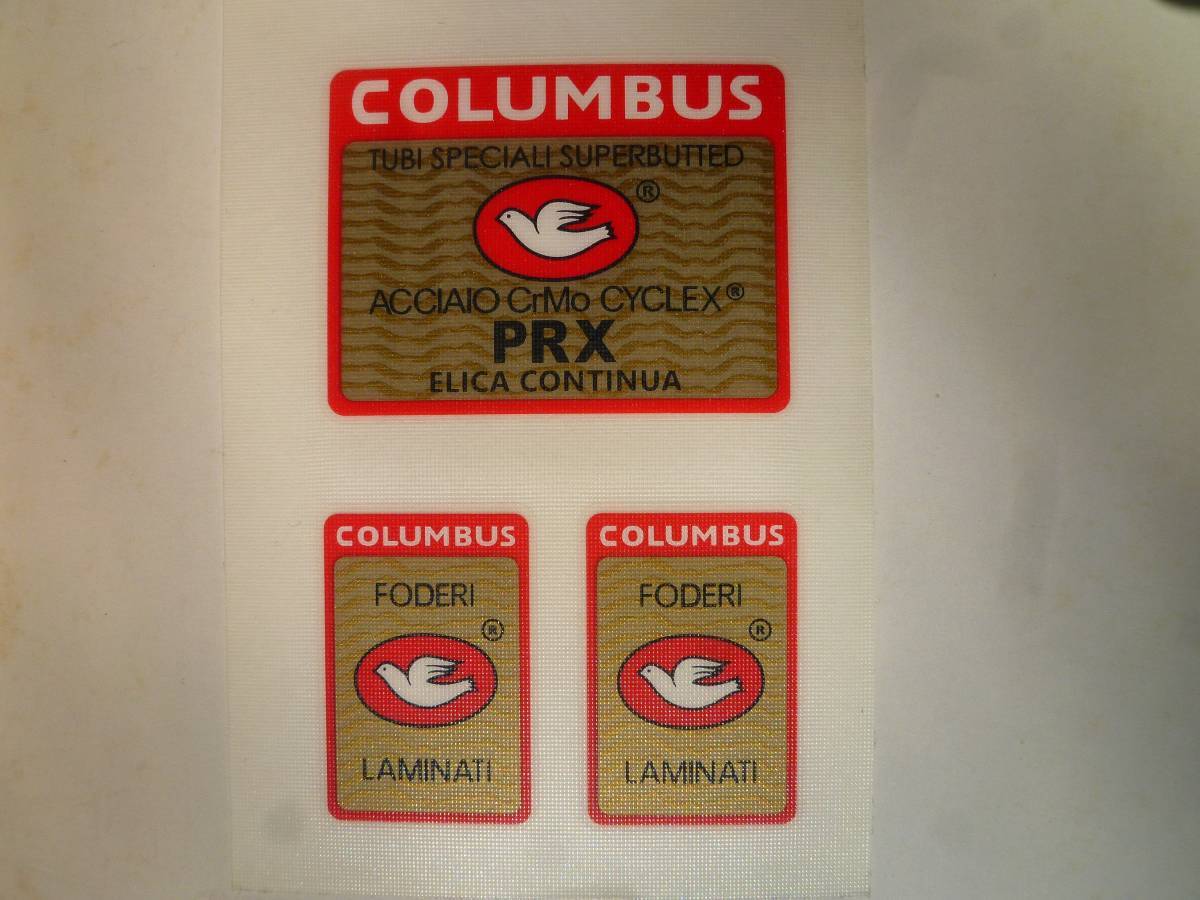 COLUMBUS
TUBI SPECIALI SUPERBUTTED
®
ACCIAIO CrMo CYCLEX®
PRX
ELICA CONTINUA
COLUMBUS
FODERI
®
LAMINATI
COLUMBUS
FODERI
®
LAMINATI